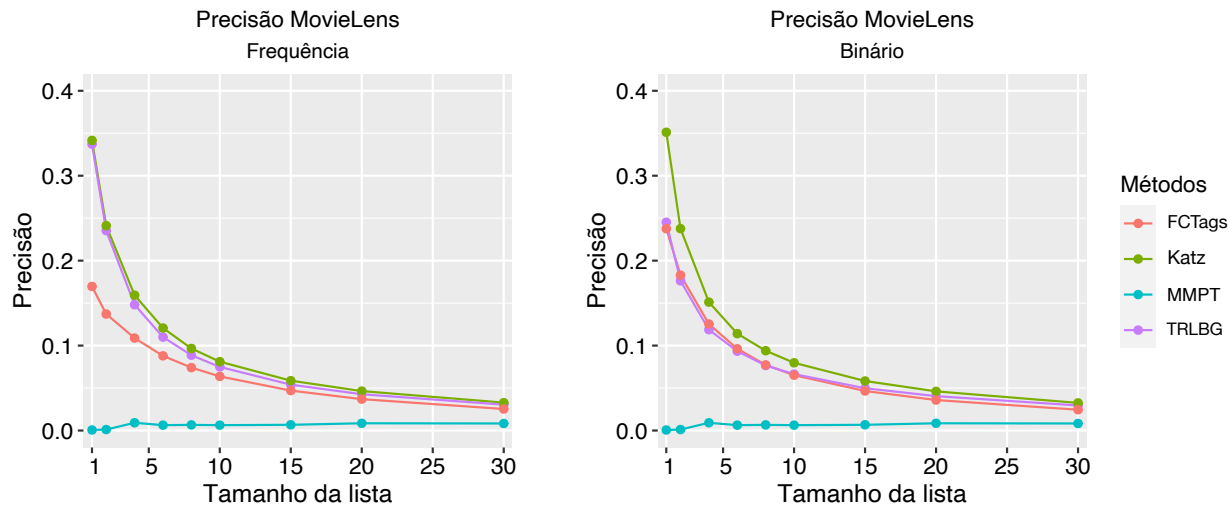 Precisão MovieLens
Frequência
0.4
0.3
0.2
0.1
0.0
Precisão
1 5 10 15 20 25 30
Tamanho da lista
Precisão MovieLens
Binário
0.4
0.3
0.2
0.1
0.0
Precisão
1 5 10 15 20 25 30
Tamanho da lista
Métodos
FCTags
Katz
MMPT
TRLBG